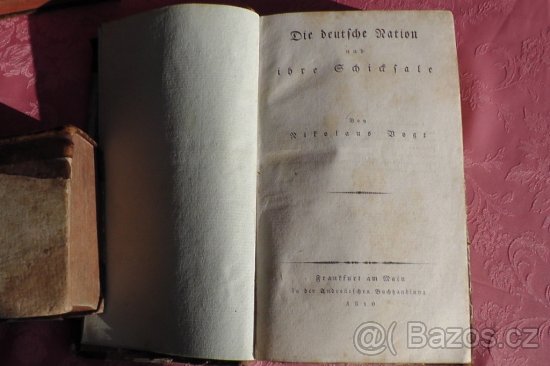 Die deutsche Nation
und
ihre Schicksale
Von
Nikolaus Vogt
Frankfurt am Main
In der Andreäischen Buchhandlung
1810
Bazos.cz